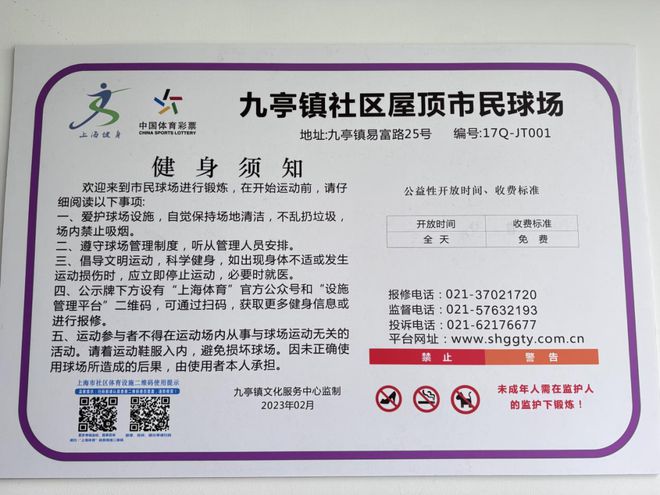 上海健身
中国体育彩票
CHINA SPORTS LOTTERY
九亭镇社区屋顶市民球场
地址:九亭镇易富路25号 编号:17Q-JT001
健身须知
欢迎来到市民球场进行锻炼，在开始运动前，请仔
细阅读以下事项:
一、爱护球场设施，自觉保持场地清洁，不乱扔垃圾，
场内禁止吸烟。
二、遵守球场管理制度，听从管理人员安排。
三、倡导文明运动，科学健身，如出现身体不适或发生
运动损伤时，应立即停止运动，必要时就医。
四、公示牌下方设有“上海体育”官方公众号和“设施
管理平台”二维码，可通过扫码，获取更多健身信息或
进行报修。
五、运动参与者不得在运动场内从事与球场运动无关的
活动。请着运动鞋服入内，避免损坏球场。因未正确使
用球场所造成的后果，由使用者本人承担。
上海市社区体育设施二维码使用提示
九亭镇文化服务中心监制
2023年02月
公益性开放时间、收费标准
开放时间 收费标准
全天 免费
报修电话：021-37021720
监督电话：021-57632193
投诉电话：021-62176677
平台网址：www.shggty.com.cn
禁止 警告
未成年人需在监护人
的监护下锻炼！